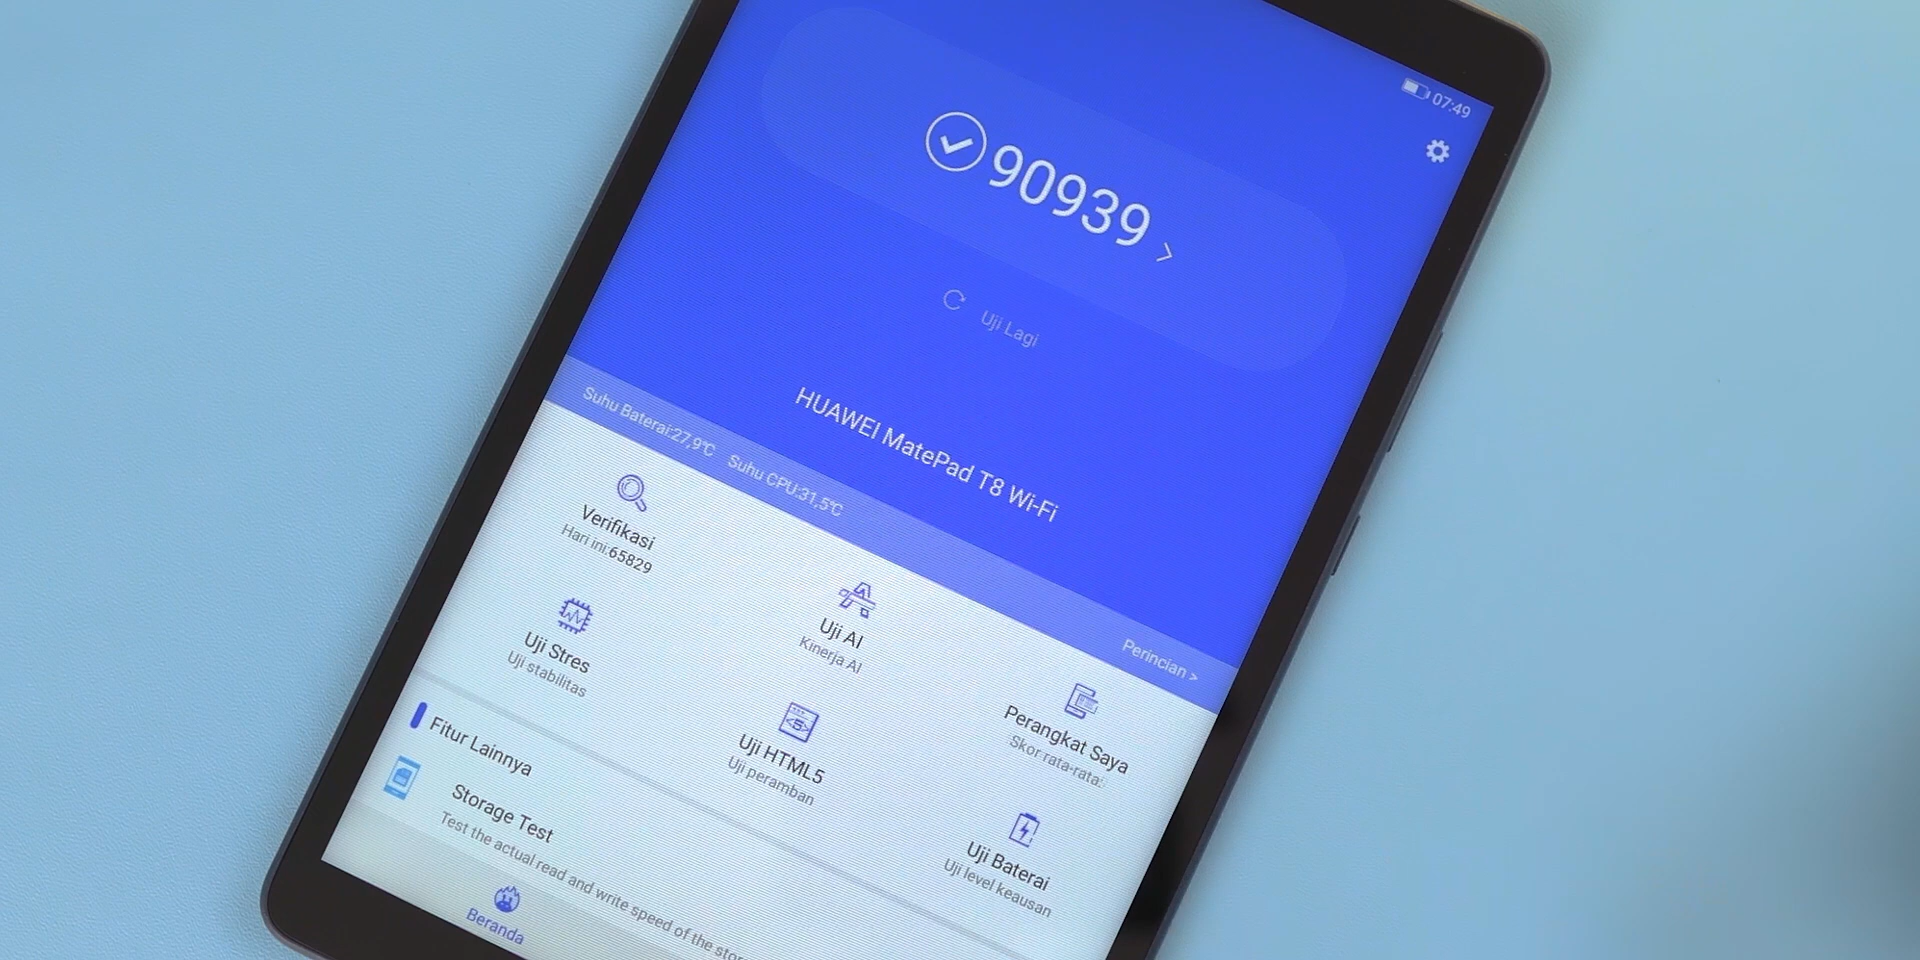 07:49
90939 >
Uji Lagi
HUAWEI MatePad T8 Wi-Fi
Suhu Baterai:27,9℃ Suhu CPU:31,5℃
Perincian >
Verifikasi
Hari ini:65829
Uji AI
Kinerja AI
Perangkat Saya
Skor rata-rata:
Uji Stres
Uji stabilitas
Uji HTML5
Uji peramban
Uji Baterai
Uji level keausan
Fitur Lainnya
Storage Test
Test the actual read and write speed of the stor
Beranda